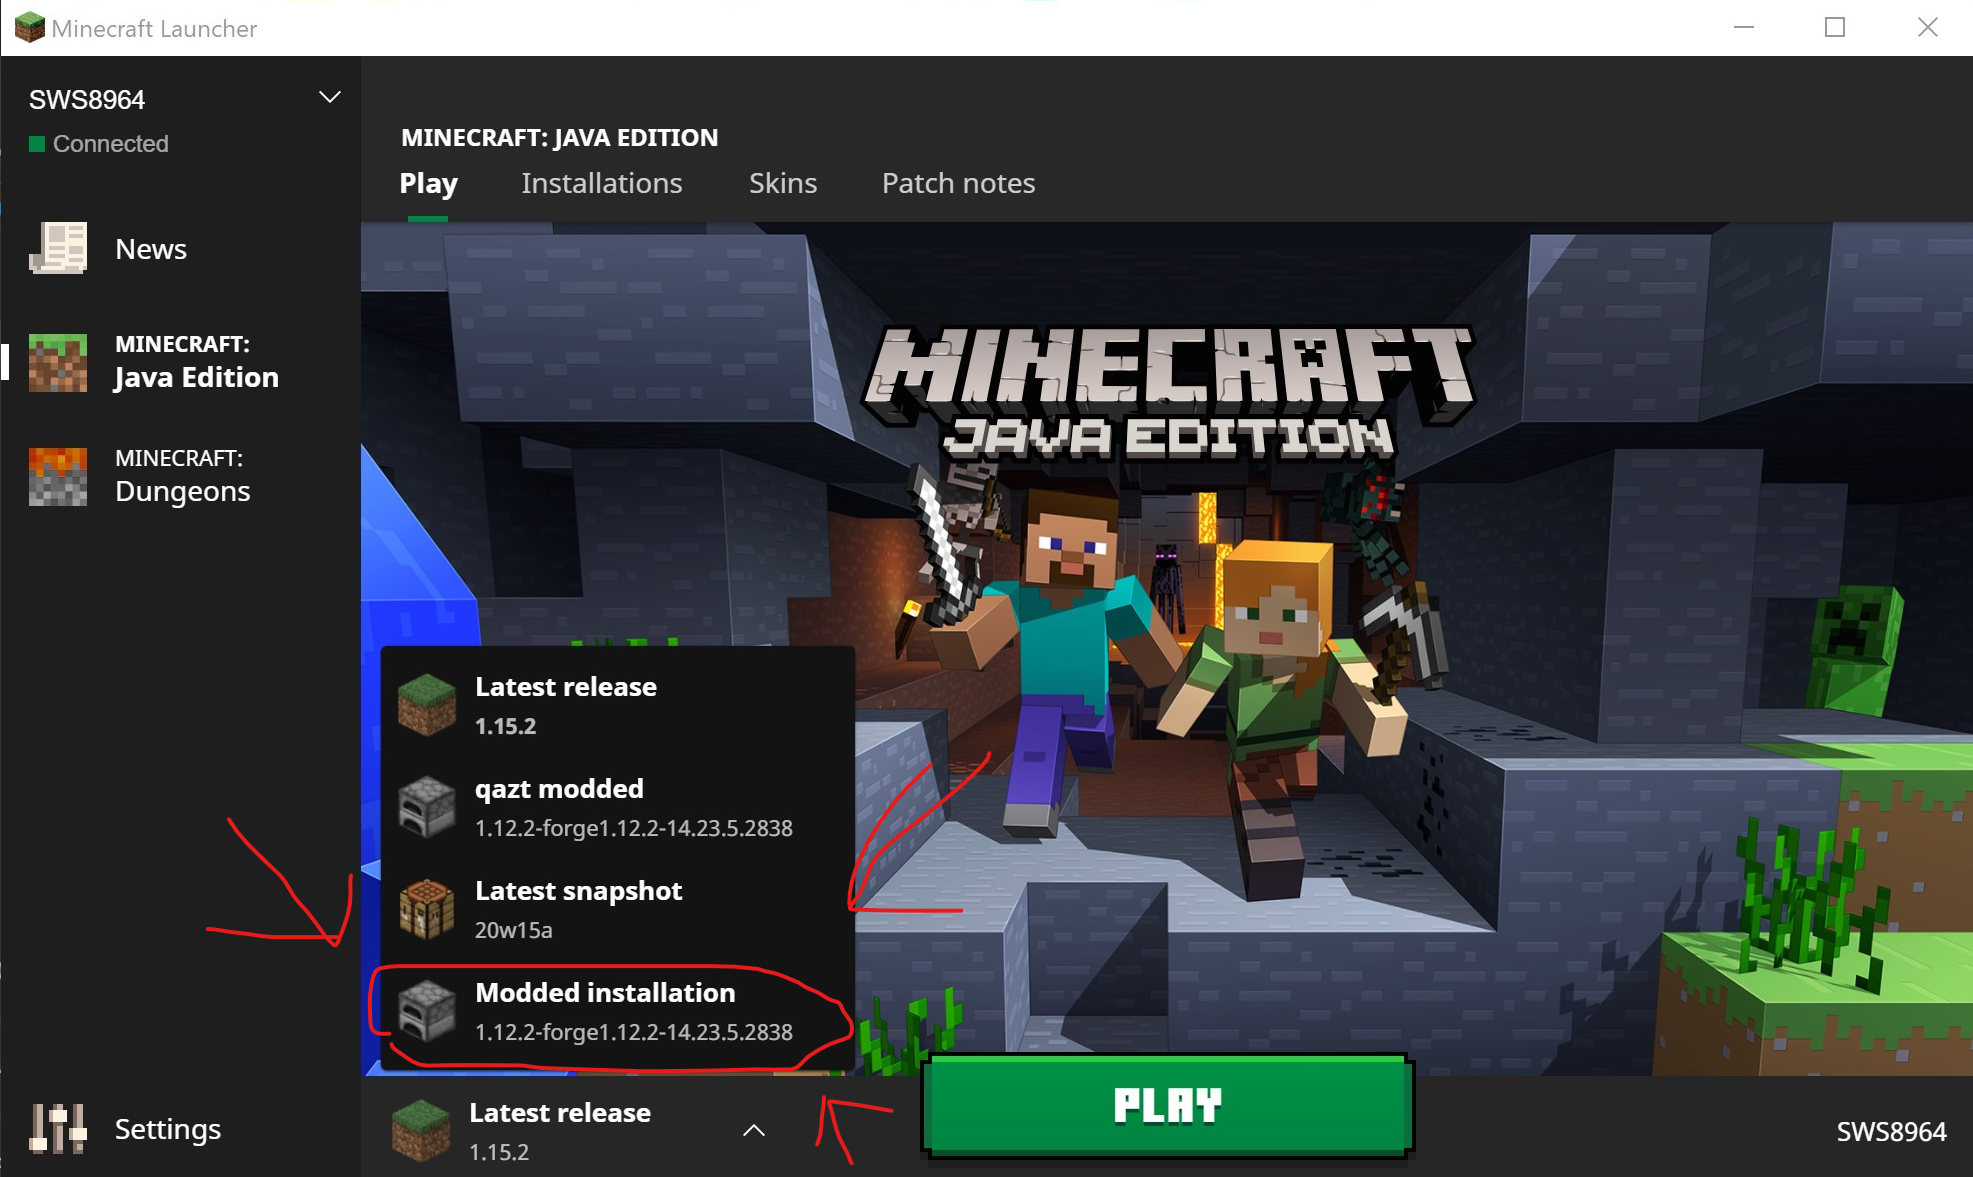 Minecraft Launcher
SWS8964
Connected
News
MINECRAFT:
Java Edition
MINECRAFT:
Dungeons
Settings
MINECRAFT: JAVA EDITION
Play Installations Skins Patch notes
MINECRAFT
JAVA EDITION
Latest release
1.15.2
qazt modded
1.12.2-forge1.12.2-14.23.5.2838
Latest snapshot
20w15a
Modded installation
1.12.2-forge1.12.2-14.23.5.2838
Latest release
1.15.2
PLAY
SWS8964